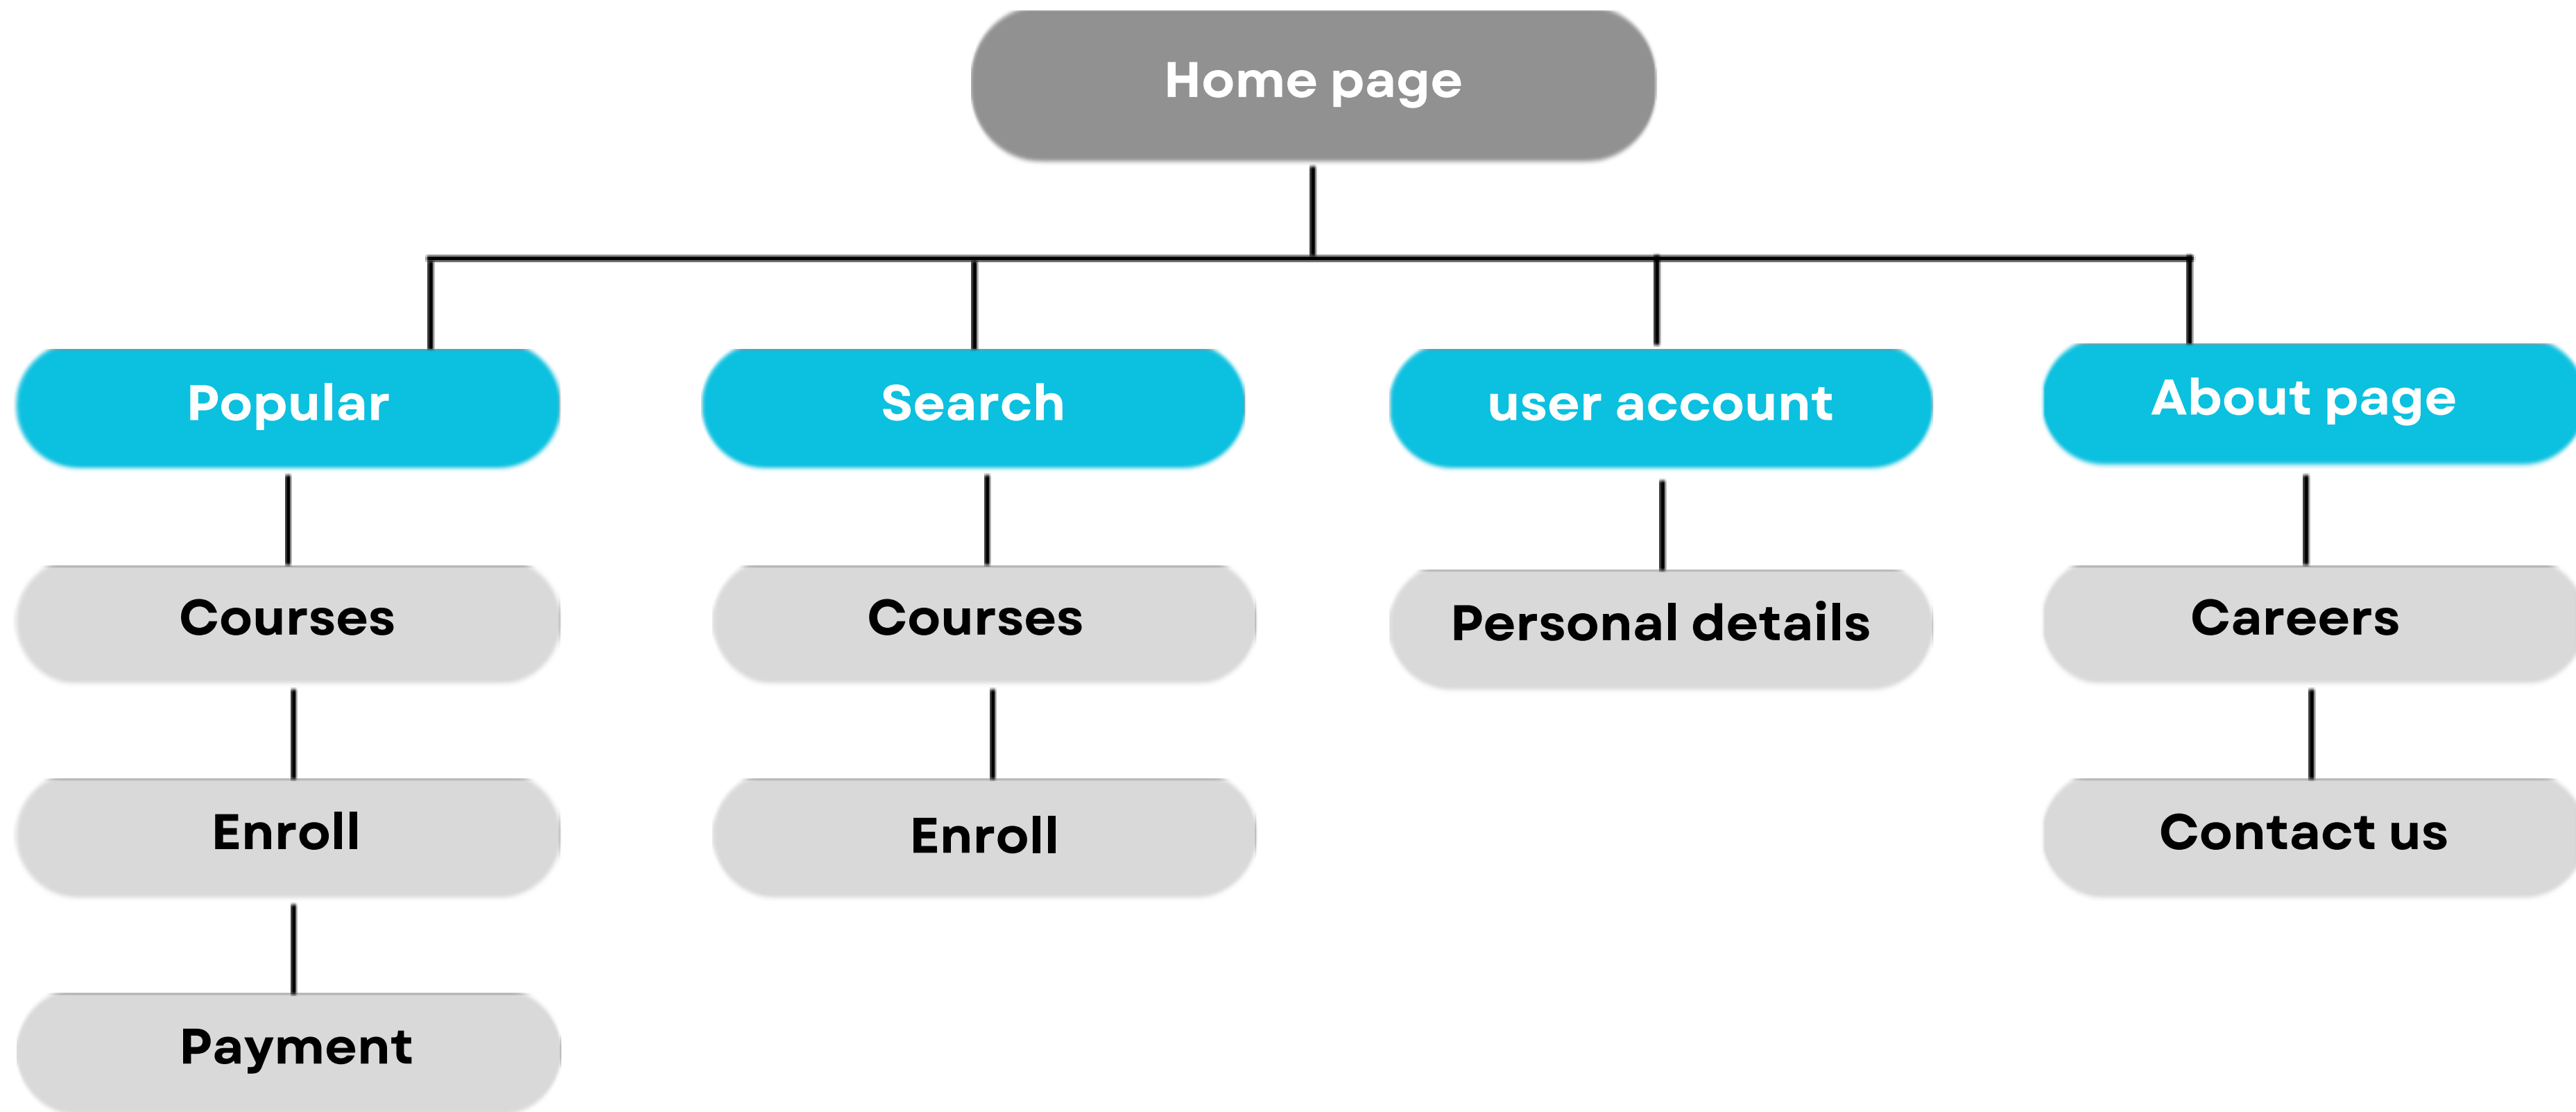 Home page
Popular
Search
user account
About page
Courses
Courses
Personal details
Careers
Enroll
Enroll
Contact us
Payment